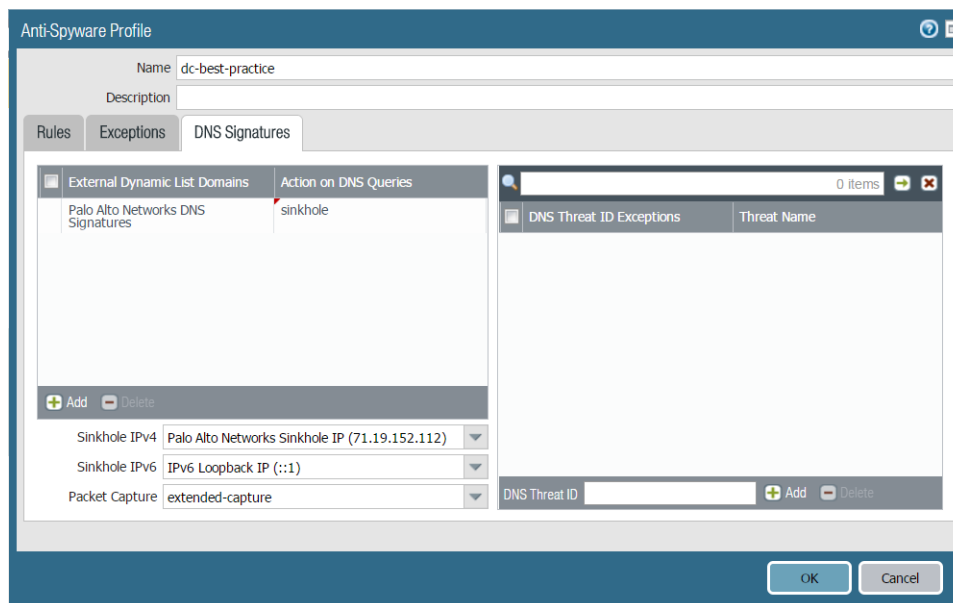 Anti-Spyware Profile
Name dc-best-practice
Description
Rules Exceptions DNS Signatures
External Dynamic List Domains Action on DNS Queries
Palo Alto Networks DNS Signatures sinkhole
Add Delete
Sinkhole IPv4 Palo Alto Networks Sinkhole IP (71.19.152.112)
Sinkhole IPv6 IPv6 Loopback IP (::1)
Packet Capture extended-capture
0 items
DNS Threat ID Exceptions Threat Name
DNS Threat ID Add Delete
OK Cancel